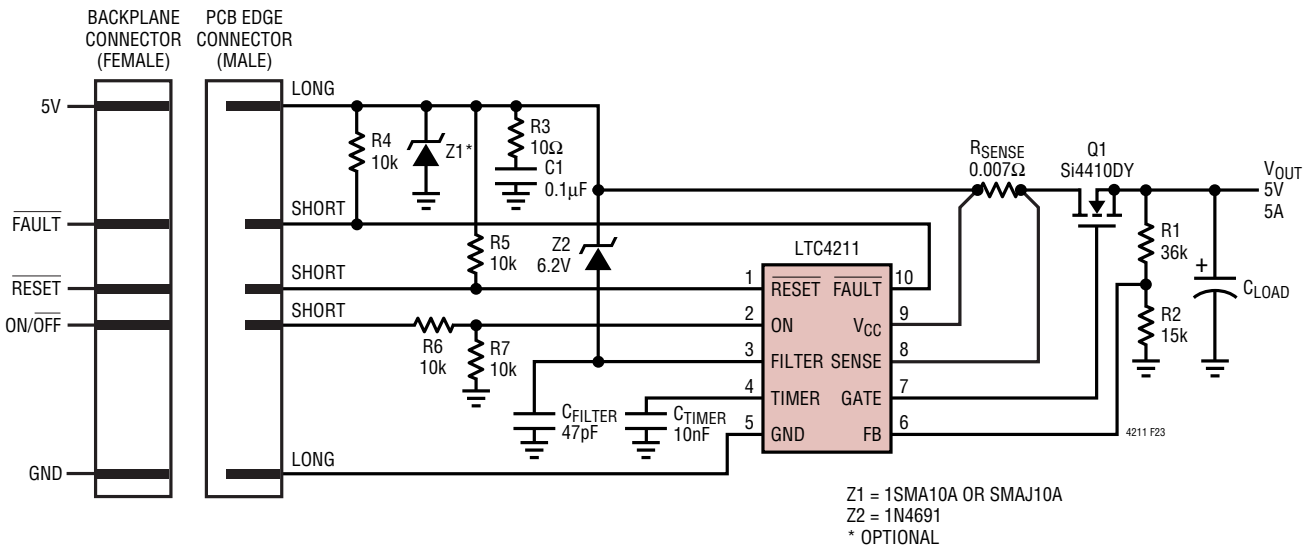 BACKPLANE
CONNECTOR
(FEMALE)
PCB EDGE
CONNECTOR
(MALE)
LONG
5V
R4
10k
Z1*
R3
10Ω
C1
0.1µF
RSENSE
0.007Ω
Q1
Si4410DY
VOUT
5V
5A
SHORT
FAULT
R5
10k
Z2
6.2V
LTC4211
R1
36k
+
CLOAD
SHORT
RESET
1
RESET
FAULT
10
SHORT
ON/OFF
2
ON
VCC
9
R2
15k
R6
10k
R7
10k
3
FILTER
SENSE
8
4
TIMER
GATE
7
CFILTER
47pF
CTIMER
10nF
5
GND
FB
6
4211 F23
LONG
GND
Z1 = 1SMA10A OR SMAJ10A
Z2 = 1N4691
* OPTIONAL